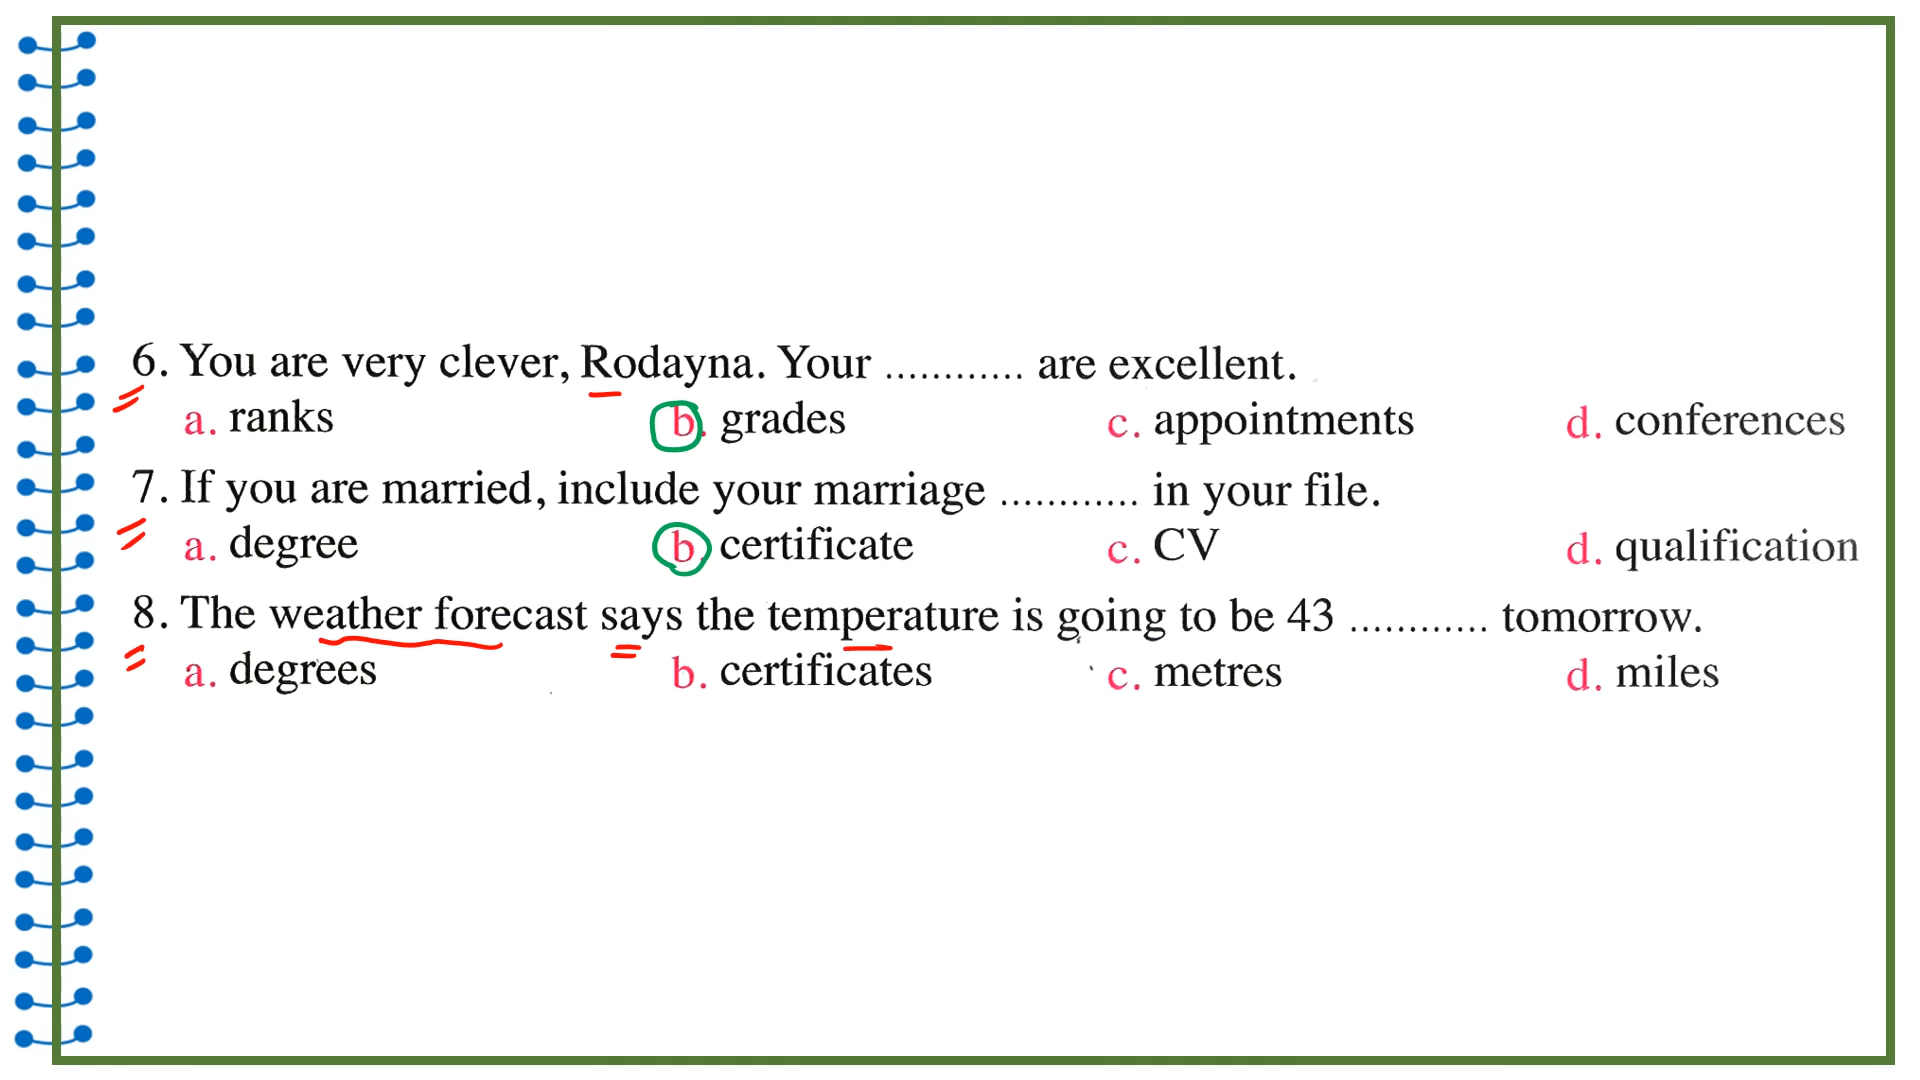 6. You are very clever, Rodayna. Your ............ are excellent.
a. ranks b. grades c. appointments d. conferences
7. If you are married, include your marriage ............ in your file.
a. degree b. certificate c. CV d. qualification
8. The weather forecast says the temperature is going to be 43 ............ tomorrow.
a. degrees b. certificates c. metres d. miles